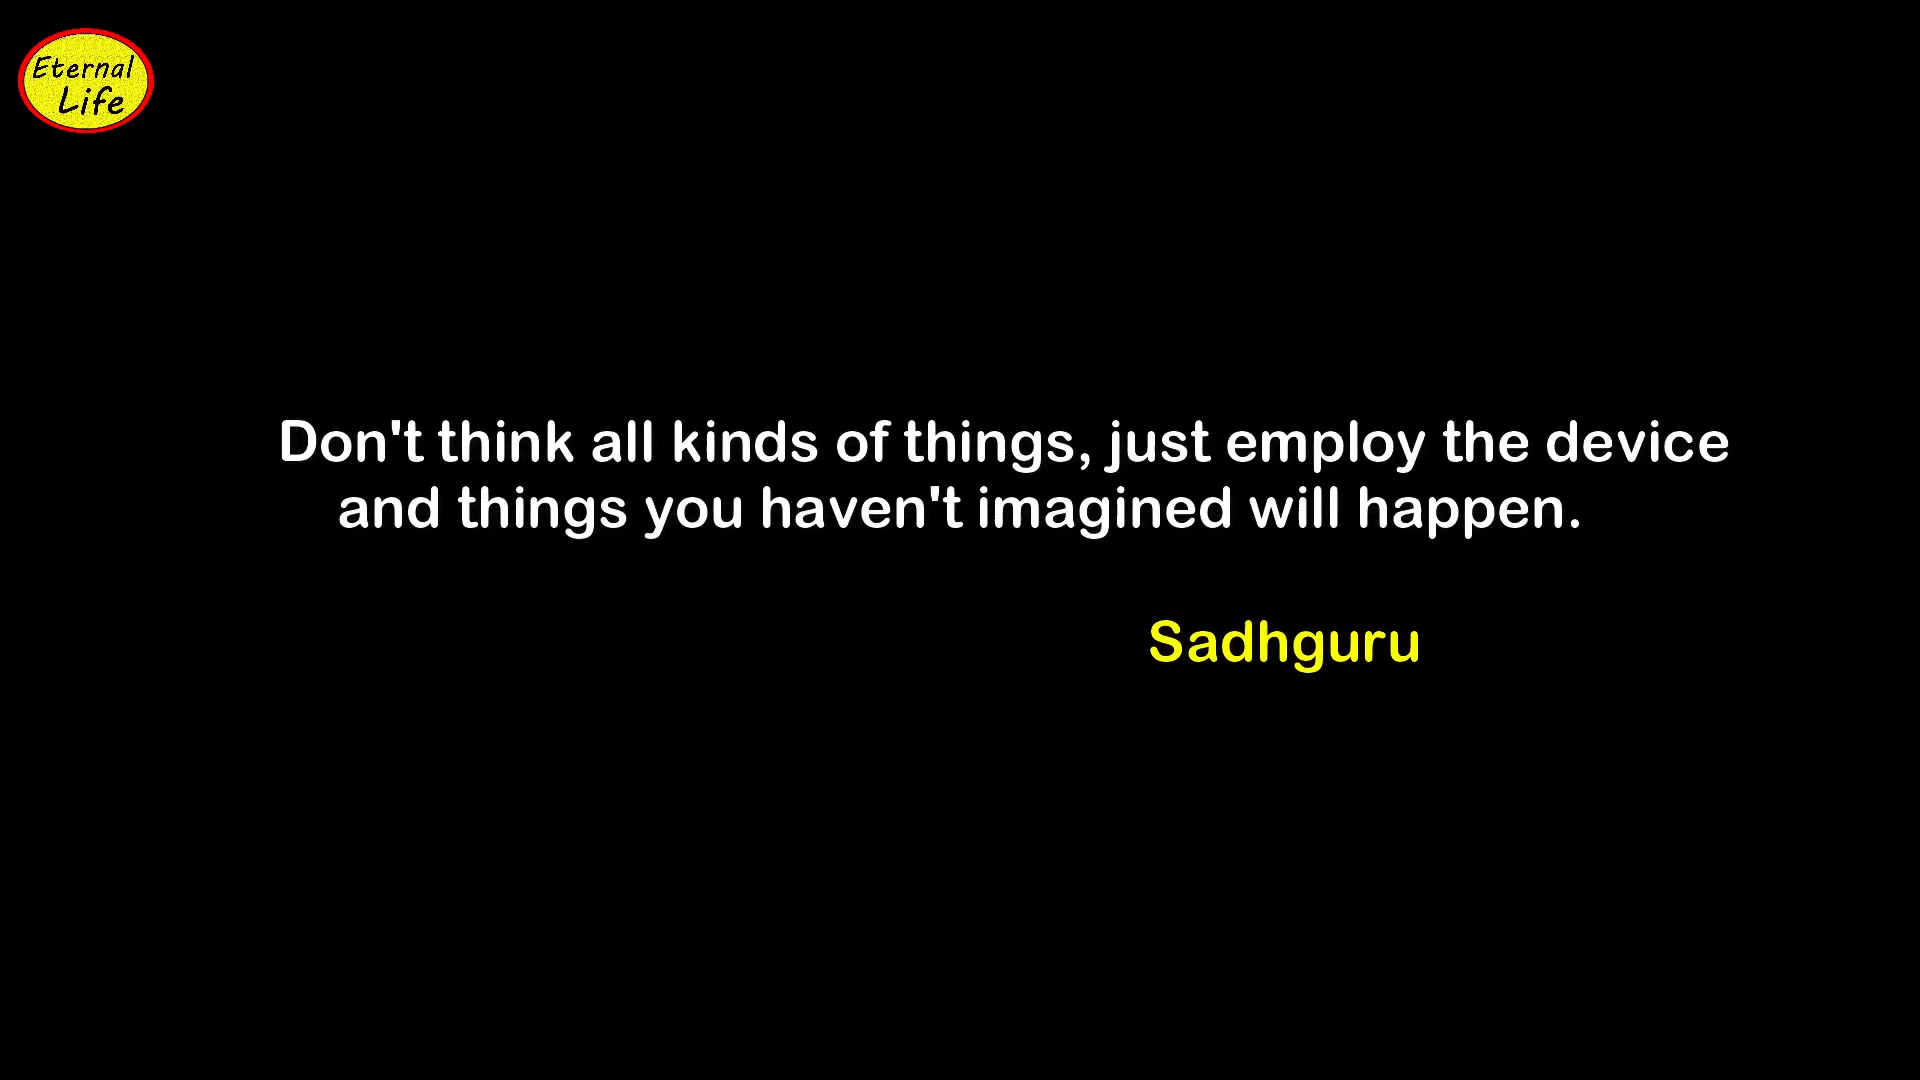 Eternal
Life
Don't think all kinds of things, just employ the device
and things you haven't imagined will happen.
Sadhguru